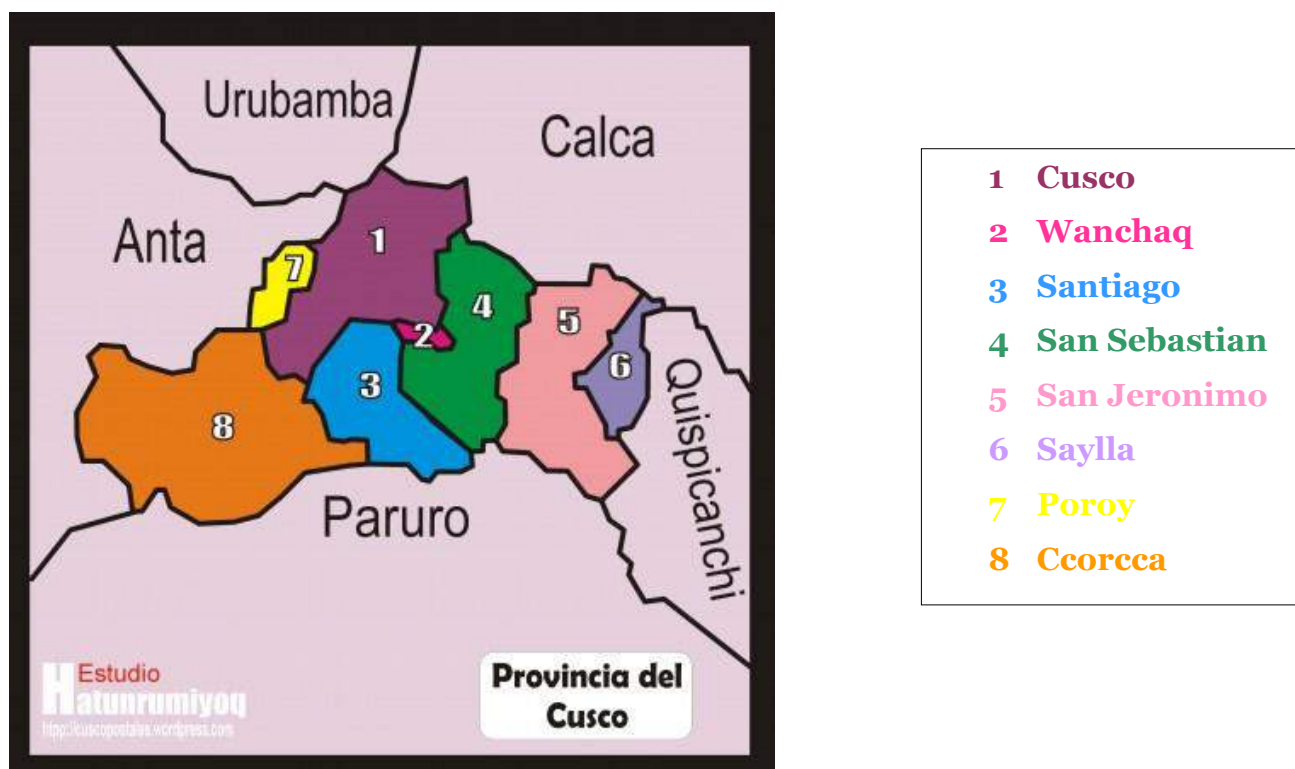 Urubamba
Calca
Anta
1
7
4
5
2
6
3
8
Quispicanchi
Paruro
Estudio
Hatunrumiyoq
Provincia del
Cusco
1 Cusco
2 Wanchaq
3 Santiago
4 San Sebastian
5 San Jeronimo
6 Saylla
7 Poroy
8 Ccorcca